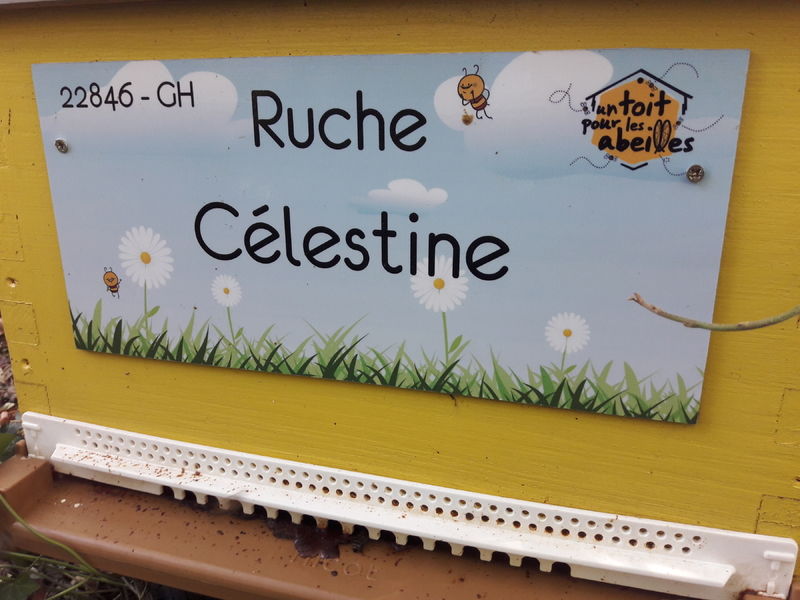 22846 - GH
Ruche
Célestine
un toit
pour les
abeilles